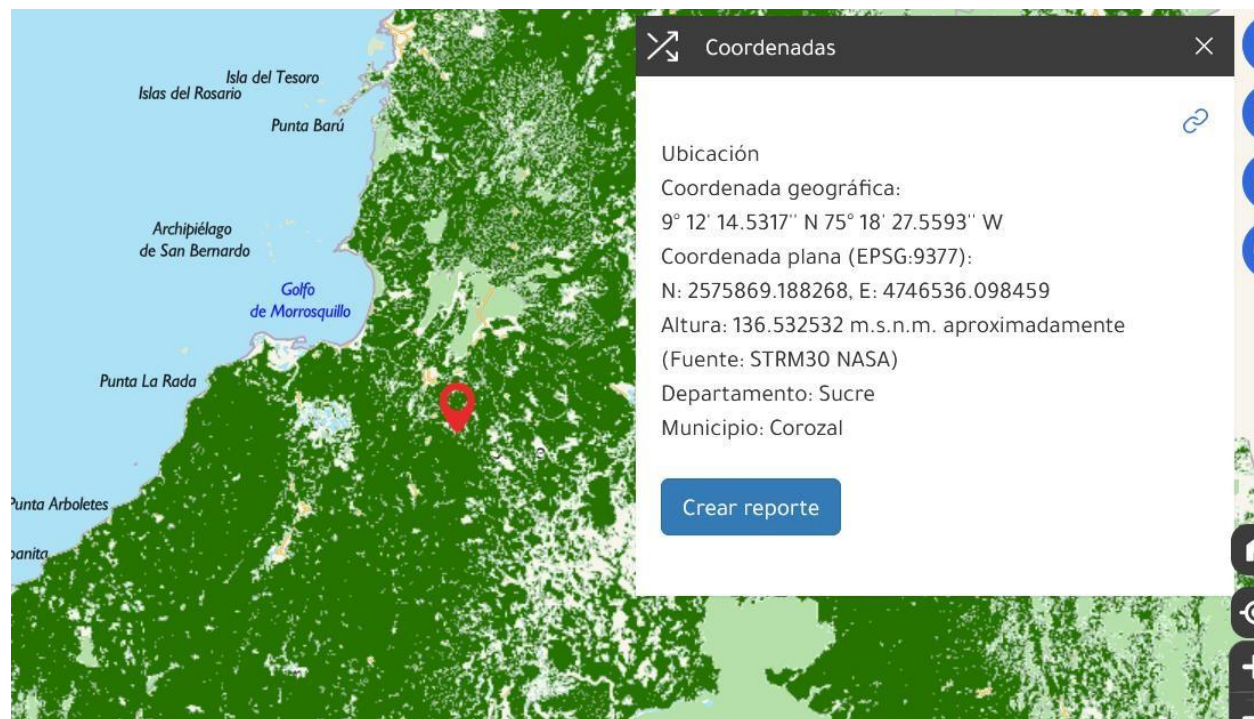 Isla del Tesoro
Islas del Rosario
Punta Barú
Archipiélago
de San Bernardo
Golfo
de Morrosquillo
Punta La Rada
Punta Arboletes
Coordenadas
Ubicación
Coordenada geográfica:
9° 12' 14.5317'' N 75° 18' 27.5593'' W
Coordenada plana (EPSG:9377):
N: 2575869.188268, E: 4746536.098459
Altura: 136.532532 m.s.n.m. aproximadamente
(Fuente: STRM30 NASA)
Departamento: Sucre
Municipio: Corozal
Crear reporte